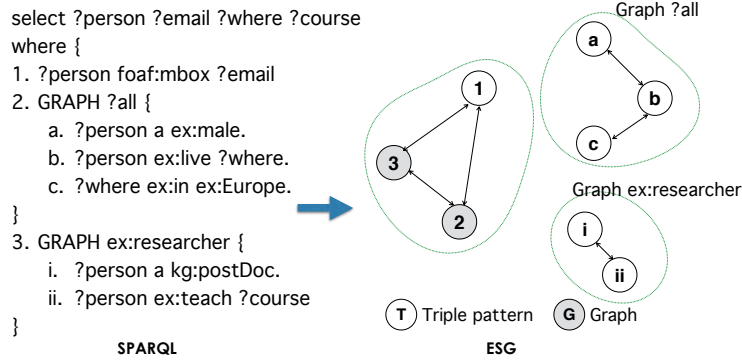 select ?person ?email ?where ?course
where {
1. ?person foaf:mbox ?email
2. GRAPH ?all {
a. ?person a ex:male.
b. ?person ex:live ?where.
c. ?where ex:in ex:Europe.
}
3. GRAPH ex:researcher {
i. ?person a kg:postDoc.
ii. ?person ex:teach ?course
}
SPARQL
1
3
2
Graph ?all
a
b
c
Graph ex:researcher
i
ii
T Triple pattern
G Graph
ESG